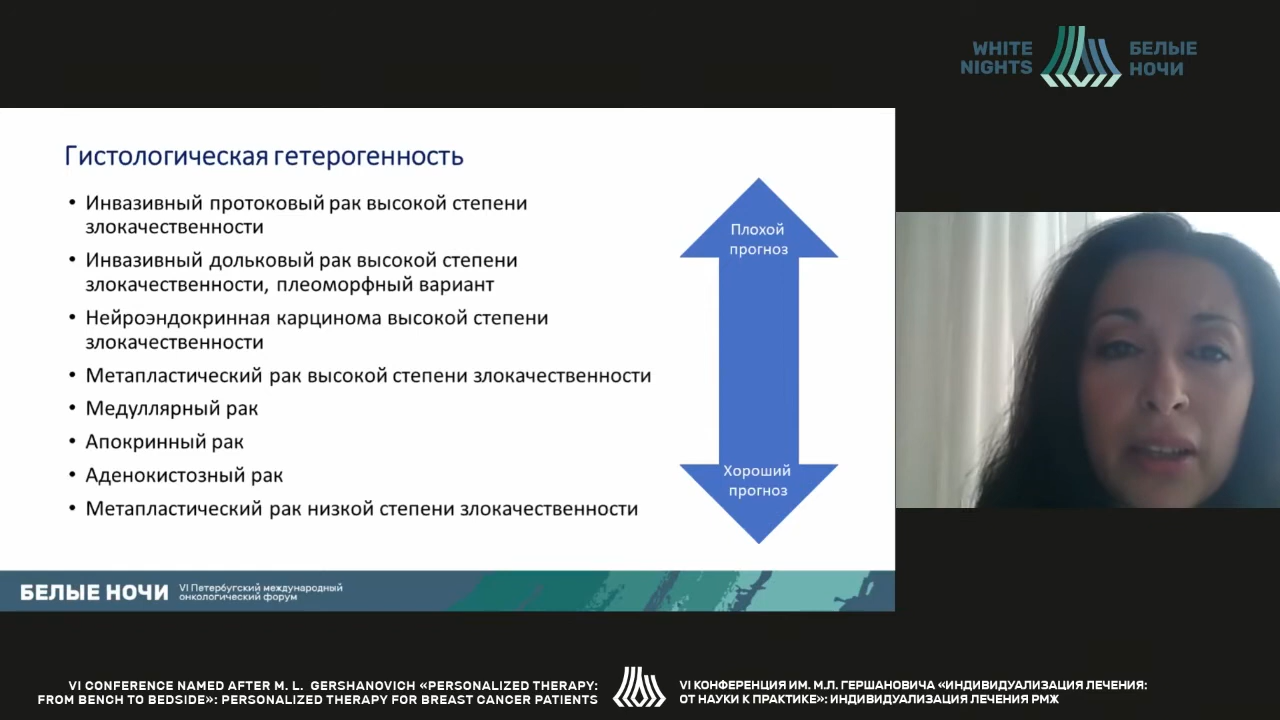 WHITE
NIGHTS
БЕЛЫЕ
НОЧИ
Гистологическая гетерогенность
• Инвазивный протоковый рак высокой степени
злокачественности
• Инвазивный дольковый рак высокой степени
злокачественности, плеоморфный вариант
• Нейроэндокринная карцинома высокой степени
злокачественности
• Метапластический рак высокой степени злокачественности
• Медуллярный рак
• Апокринный рак
• Аденокистозный рак
• Метапластический рак низкой степени злокачественности
Плохой
прогноз
Хороший
прогноз
БЕЛЫЕ НОЧИ
VI Петербургский международный
онкологический форум
VI CONFERENCE NAMED AFTER M. L. GERSHANOVICH «PERSONALIZED THERAPY:
FROM BENCH TO BEDSIDE»: PERSONALIZED THERAPY FOR BREAST CANCER PATIENTS
VI КОНФЕРЕНЦИЯ ИМ. М.Л. ГЕРШАНОВИЧА «ИНДИВИДУАЛИЗАЦИЯ ЛЕЧЕНИЯ:
ОТ НАУКИ К ПРАКТИКЕ»: ИНДИВИДУАЛИЗАЦИЯ ЛЕЧЕНИЯ РМЖ